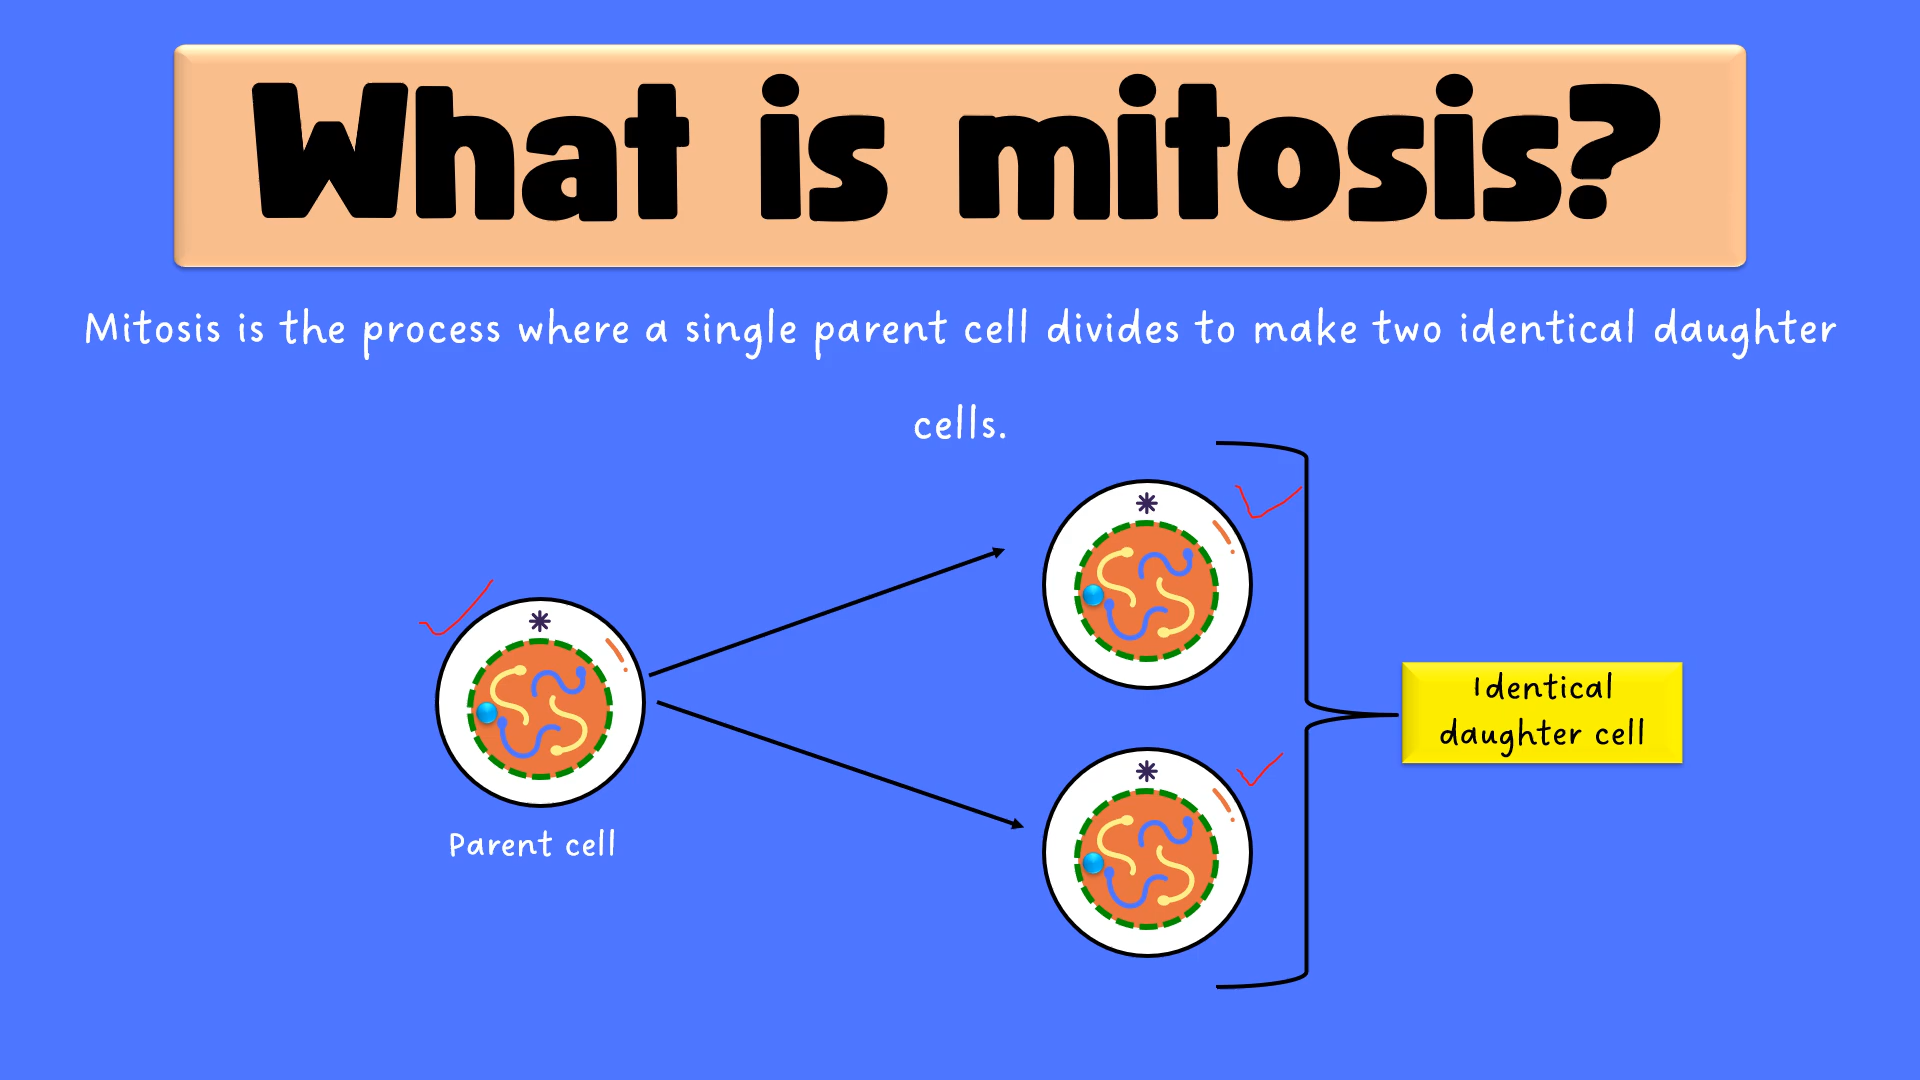 What is mitosis?
Mitosis is the process where a single parent cell divides to make two identical daughter
cells.
Identical
daughter cell
Parent cell